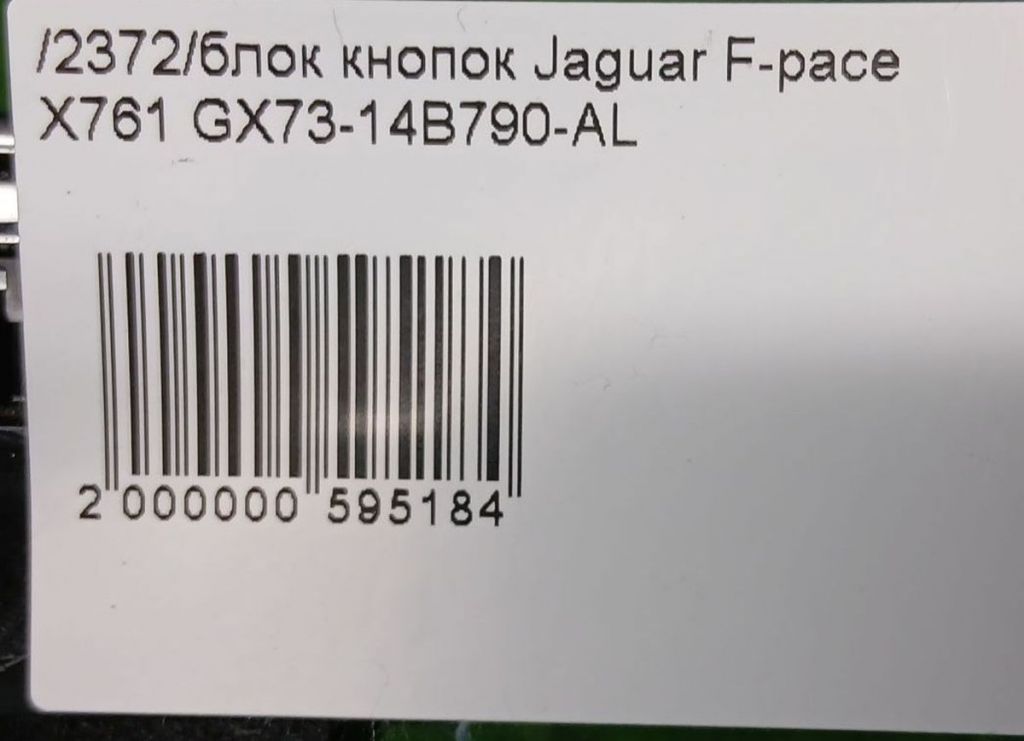 /2372/блок кнопок Jaguar F-pace
X761 GX73-14B790-AL
2 000000 595184